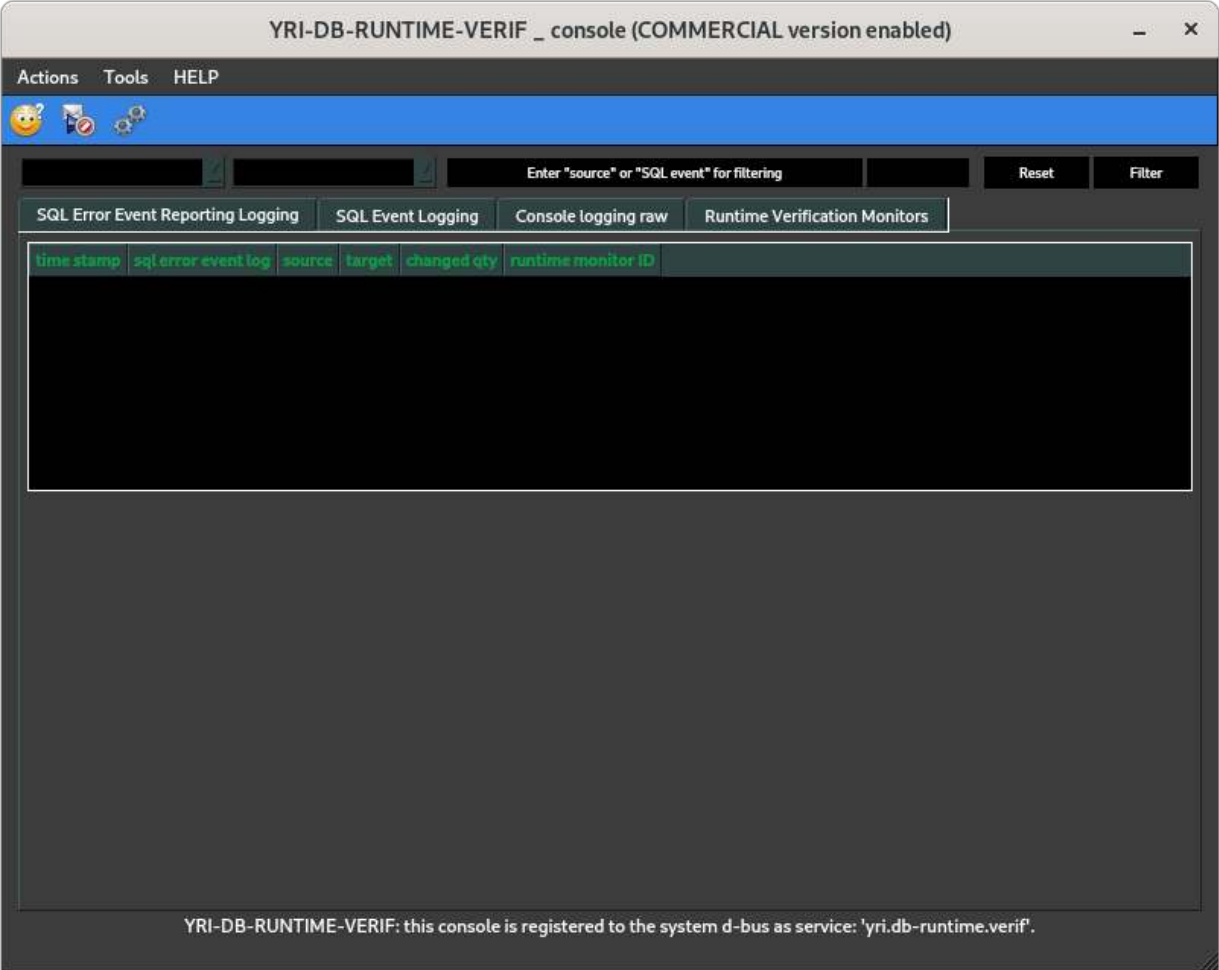 YRI-DB-RUNTIME-VERIF _ console (COMMERCIAL version enabled)
Actions Tools HELP
Enter "source" or "SQL event" for filtering Reset Filter
SQL Error Event Reporting Logging SQL Event Logging Console logging raw Runtime Verification Monitors
time stamp sql error event log source target changed qty runtime monitor ID
YRI-DB-RUNTIME-VERIF: this console is registered to the system d-bus as service: 'yri.db-runtime.verif'.